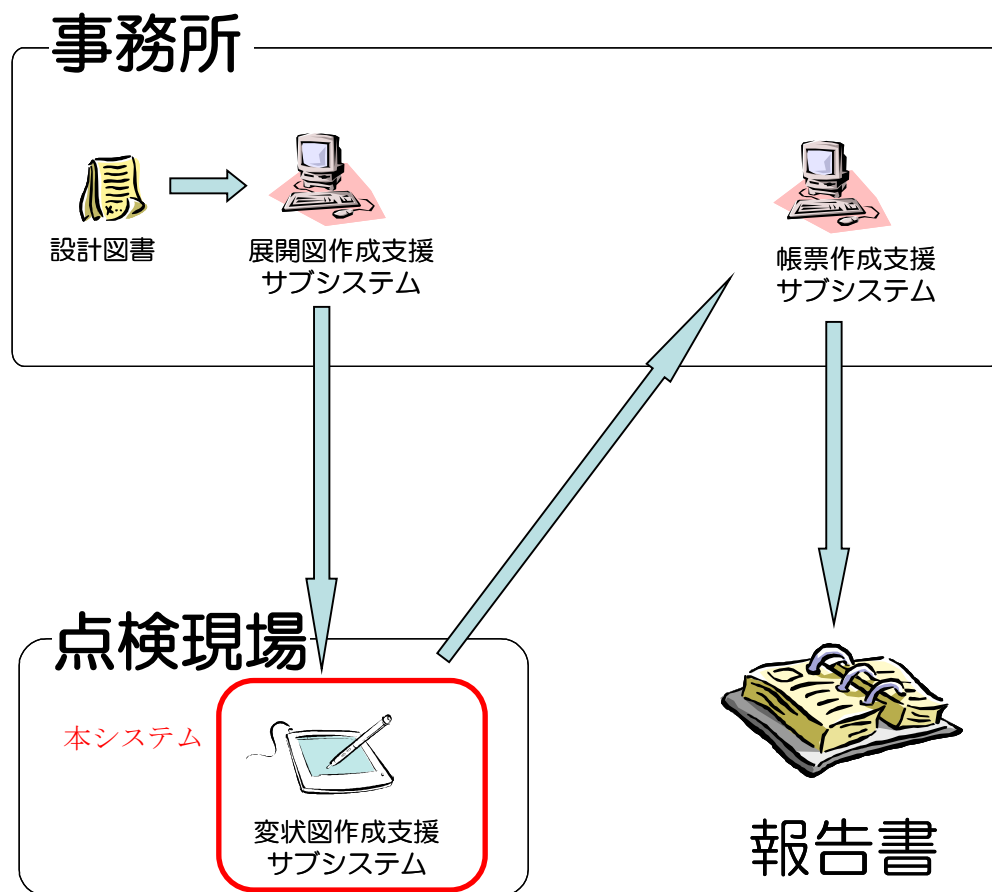 事務所
設計図書
展開図作成支援
サブシステム
帳票作成支援
サブシステム
点検現場
本システム
変状図作成支援
サブシステム
報告書